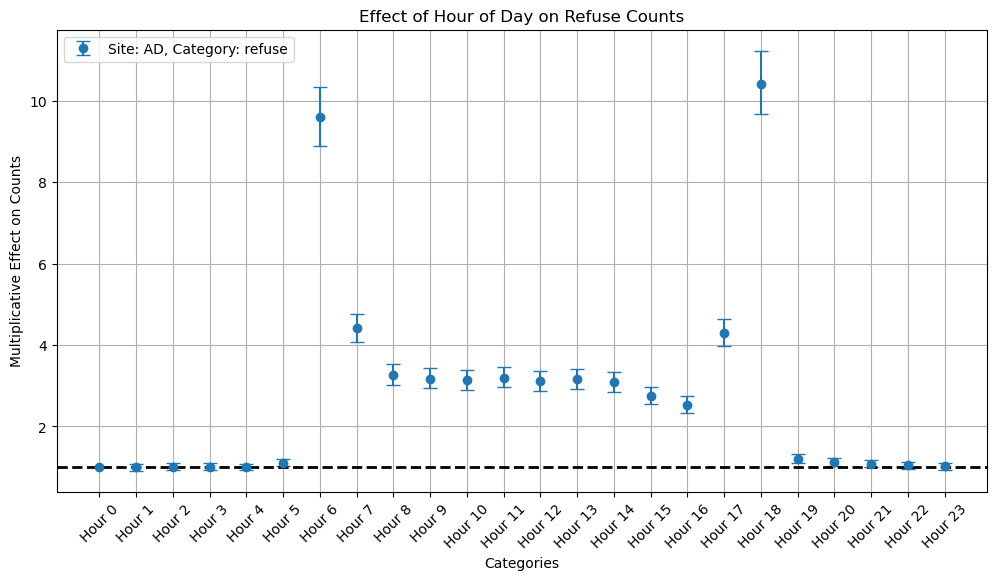 Effect of Hour of Day on Refuse Counts
Site: AD, Category: refuse
Multiplicative Effect on Counts
10
8
6
4
2
Hour 0
Hour 1
Hour 2
Hour 3
Hour 4
Hour 5
Hour 6
Hour 7
Hour 8
Hour 9
Hour 10
Hour 11
Hour 12
Hour 13
Hour 14
Hour 15
Hour 16
Hour 17
Hour 18
Hour 19
Hour 20
Hour 21
Hour 22
Hour 23
Categories